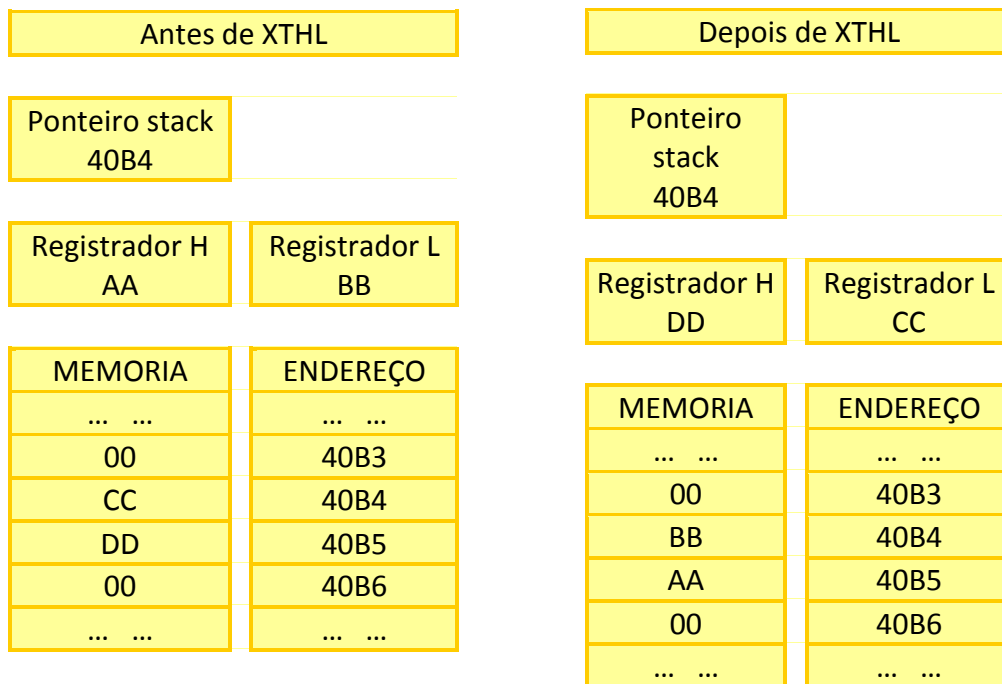 Antes de XTHL
Ponteiro stack
40B4
Registrador H
AA
Registrador L
BB
MEMORIA ENDEREÇO
... ... ... ...
00 40B3
CC 40B4
DD 40B5
00 40B6
... ... ... ...
Depois de XTHL
Ponteiro
stack
40B4
Registrador H
DD
Registrador L
CC
MEMORIA ENDEREÇO
... ... ... ...
00 40B3
BB 40B4
AA 40B5
00 40B6
... ... ... ...